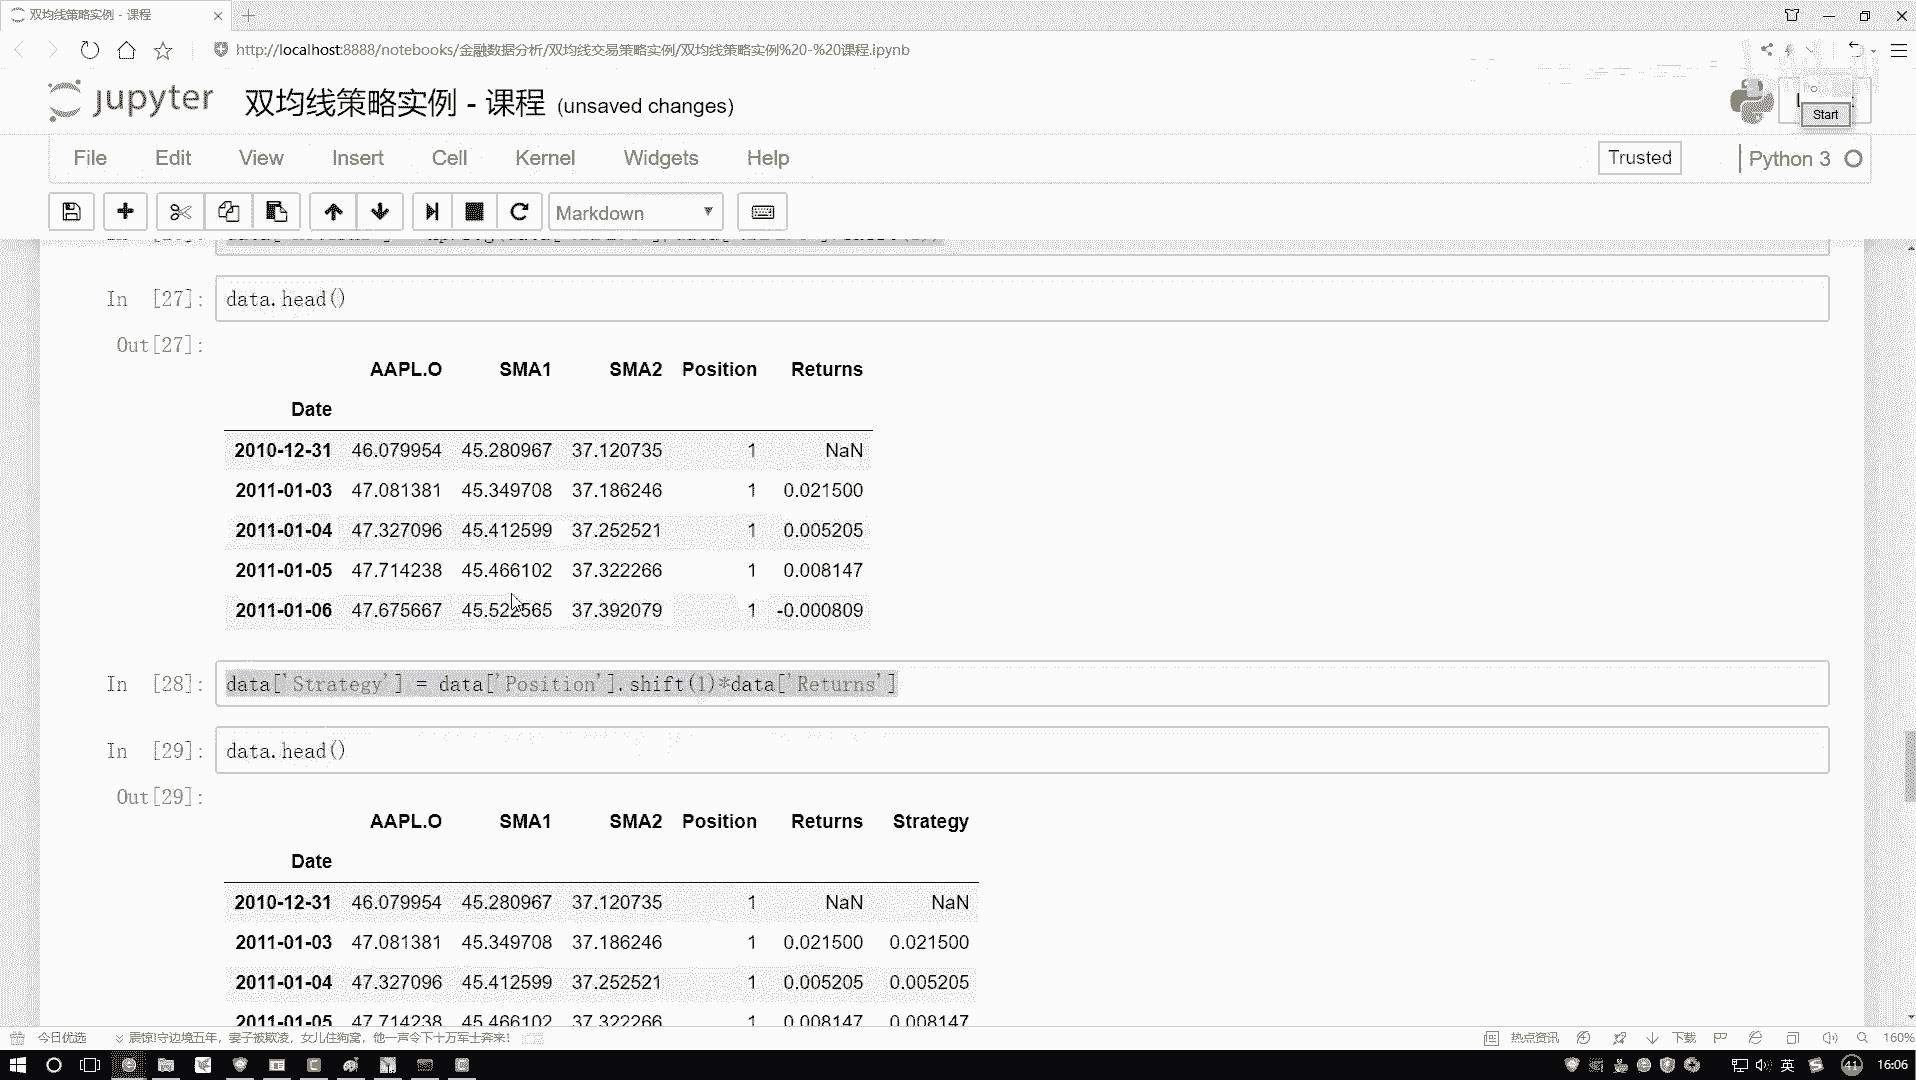 双均线策略实例 - 课程
http://localhost:8888/notebooks/金融数据分析/双均线交易策略实例/双均线策略实例%20-%20课程.ipynb
jupyter 双均线策略实例 - 课程 (unsaved changes)
Start
File Edit View Insert Cell Kernel Widgets Help Trusted Python 3
Markdown
In [27]: data.head()
Out[27]:
AAPL.O SMA1 SMA2 Position Returns
Date
2010-12-31 46.079954 45.280967 37.120735 1 NaN
2011-01-03 47.081381 45.349708 37.186246 1 0.021500
2011-01-04 47.327096 45.412599 37.252521 1 0.005205
2011-01-05 47.714238 45.466102 37.322266 1 0.008147
2011-01-06 47.675667 45.522565 37.392079 1 -0.000809
In [28]: data['Strategy'] = data['Position'].shift(1)*data['Returns']
In [29]: data.head()
Out[29]:
AAPL.O SMA1 SMA2 Position Returns Strategy
Date
2010-12-31 46.079954 45.280967 37.120735 1 NaN NaN
2011-01-03 47.081381 45.349708 37.186246 1 0.021500 0.021500
2011-01-04 47.327096 45.412599 37.252521 1 0.005205 0.005205
2011-01-05 47.714238 45.466102 37.322266 1 0.008147 0.008147
今日优选 震惊!守边境五年，妻子被欺凌，女儿住狗窝，他一声令下十万军士奔来! 热点资讯 下载 160%
英 41 16:06